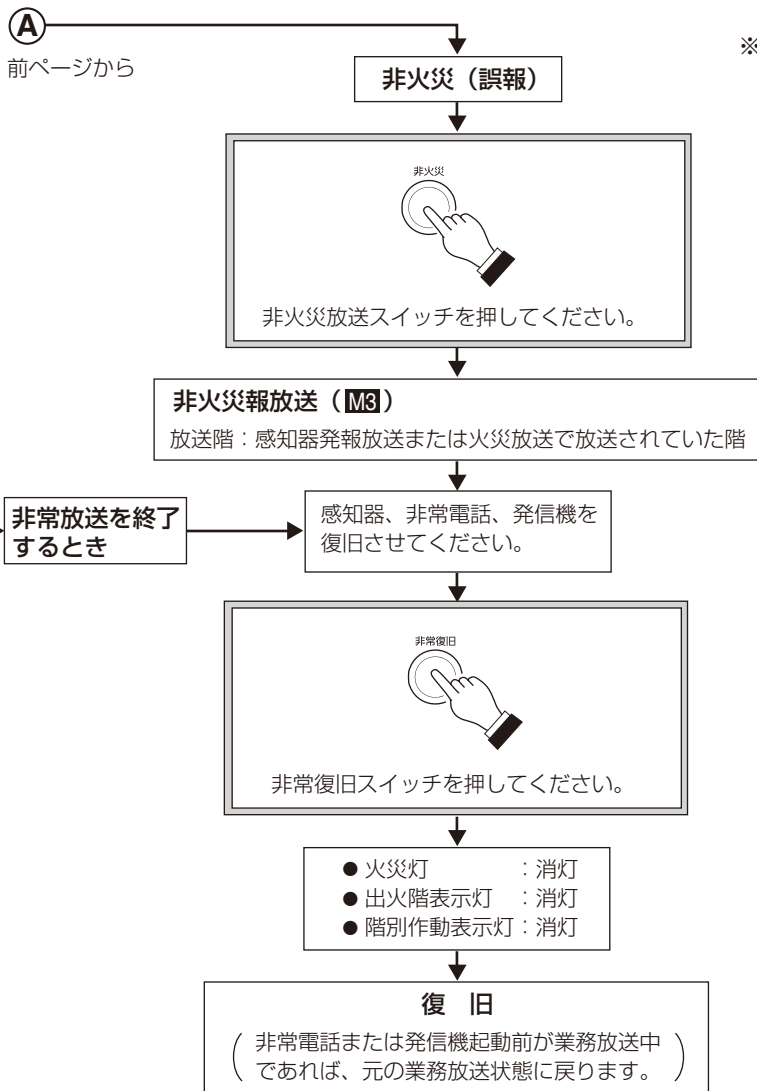 A
前ページから
※
非火災（誤報）
非火災
非火災放送スイッチを押してください。
非火災報放送（M3）
放送階：感知器発報放送または火災放送で放送されていた階
非常放送を終了
するとき
感知器、非常電話、発信機を
復旧させてください。
非常復旧
非常復旧スイッチを押してください。
●火災灯　　　：消灯
●出火階表示灯　：消灯
●階別作動表示灯：消灯
復　旧
（非常電話または発信機起動前が業務放送中
であれば、元の業務放送状態に戻ります。）